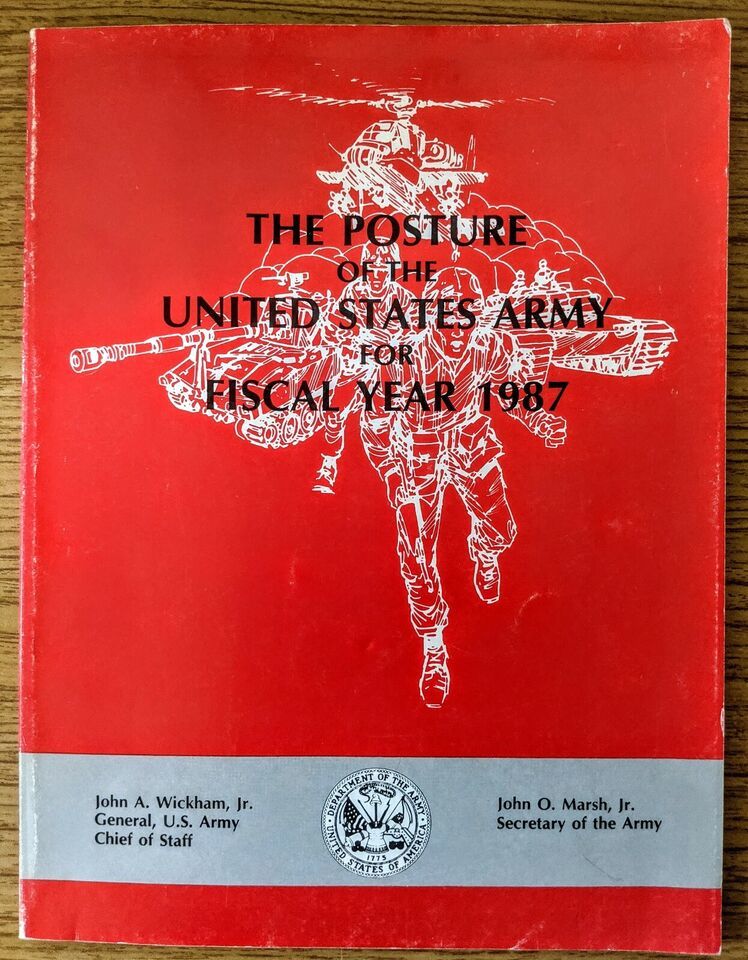 THE POSTURE
OF THE
UNITED STATES ARMY
FOR
FISCAL YEAR 1987
John A. Wickham, Jr.
General, U.S. Army
Chief of Staff
DEPARTMENT OF THE ARMY
UNITED STATES OF AMERICA
1775
John O. Marsh, Jr.
Secretary of the Army